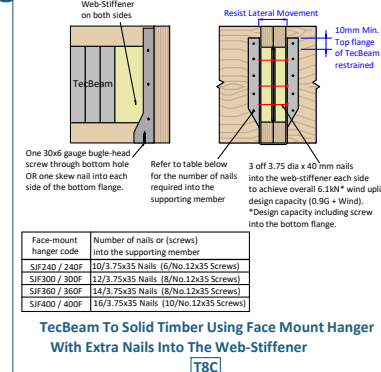 Web-Stiffener
on both sides
TecBeam
Resist Lateral Movement
10mm Min.
Top flange
of TecBeam
restrained
One 30x6 gauge bugle-head
screw through bottom hole
OR one skew nail into each
side of the bottom flange.
Refer to table below
for the number of nails
required into the
supporting member
3 off 3.75 dia x 40 mm nails
into the web-stiffener each side
to achieve overall 6.1kN* wind upli
design capacity (0.9G + Wind).
*Design capacity including screw
into the bottom flange.
Face-mount
hanger code
Number of nails or (screws)
into the supporting member
SJF240 / 240F 10/3.75x35 Nails (6/No.12x35 Screws)
SJF300 / 300F 12/3.75x35 Nails (8/No.12x35 Screws)
SJF360 / 360F 14/3.75x35 Nails (8/No.12x35 Screws)
SJF400 / 400F 16/3.75x35 Nails (10/No.12x35 Screws)
TecBeam To Solid Timber Using Face Mount Hanger
With Extra Nails Into The Web-Stiffener
T8C